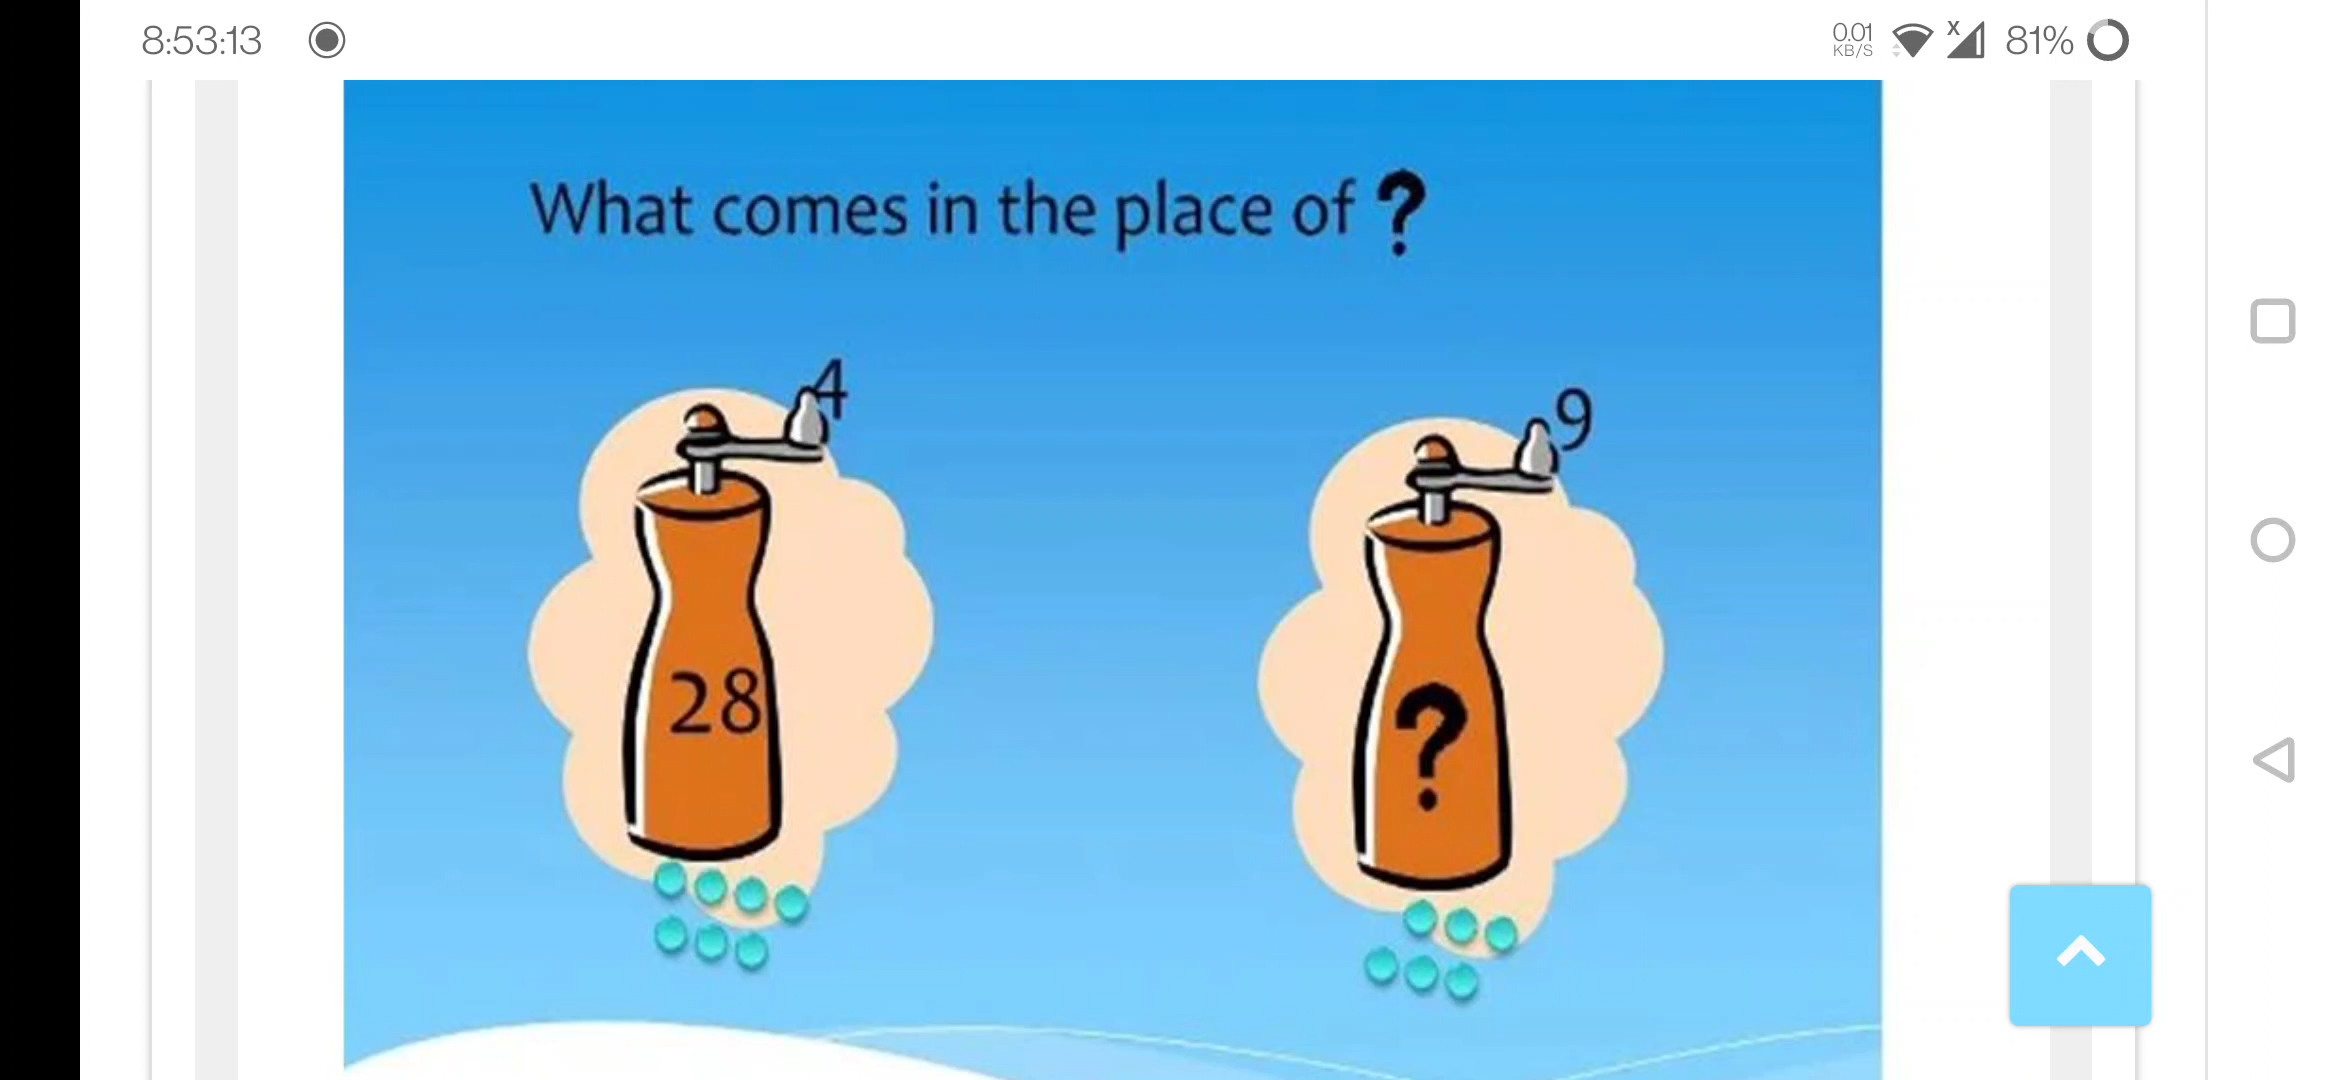 8:53:13
0.01
KB/S
X
81%
What comes in the place of ?
4
9
28
?